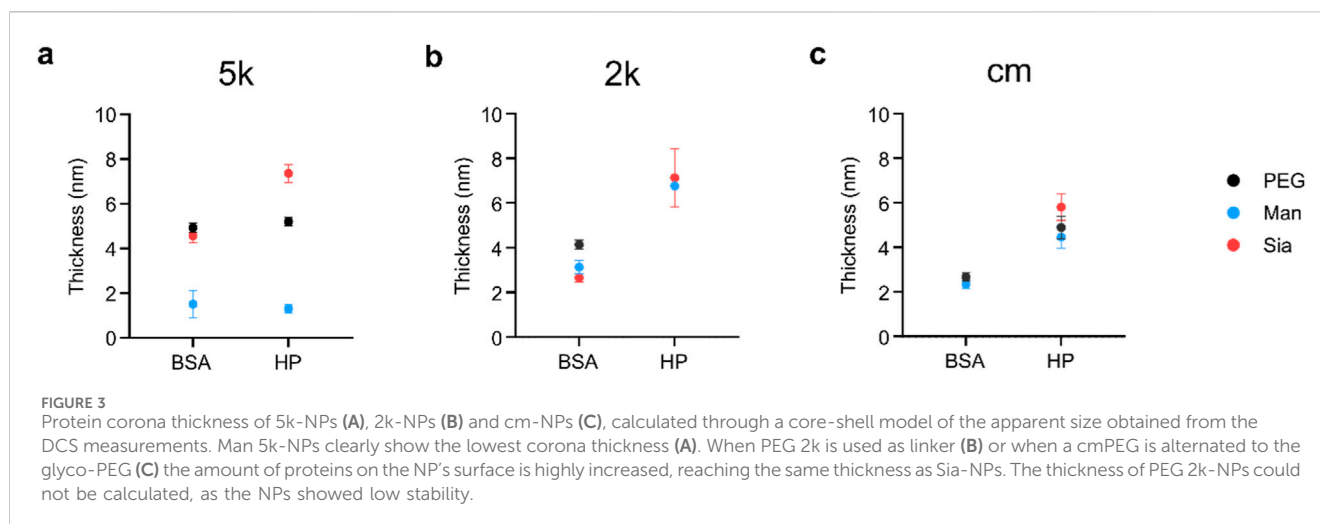 a
5k
Thickness (nm)
10
8
6
4
2
0
BSA
HP
b
2k
Thickness (nm)
10
8
6
4
2
0
BSA
HP
c
cm
Thickness (nm)
10
8
6
4
2
0
BSA
HP
PEG
Man
Sia
FIGURE 3
Protein corona thickness of 5k-NPs (A), 2k-NPs (B) and cm-NPs (C), calculated through a core-shell model of the apparent size obtained from the
DCS measurements. Man 5k-NPs clearly show the lowest corona thickness (A). When PEG 2k is used as linker (B) or when a cmPEG is alternated to the
glyco-PEG (C) the amount of proteins on the NP's surface is highly increased, reaching the same thickness as Sia-NPs. The thickness of PEG 2k-NPs could
not be calculated, as the NPs showed low stability.